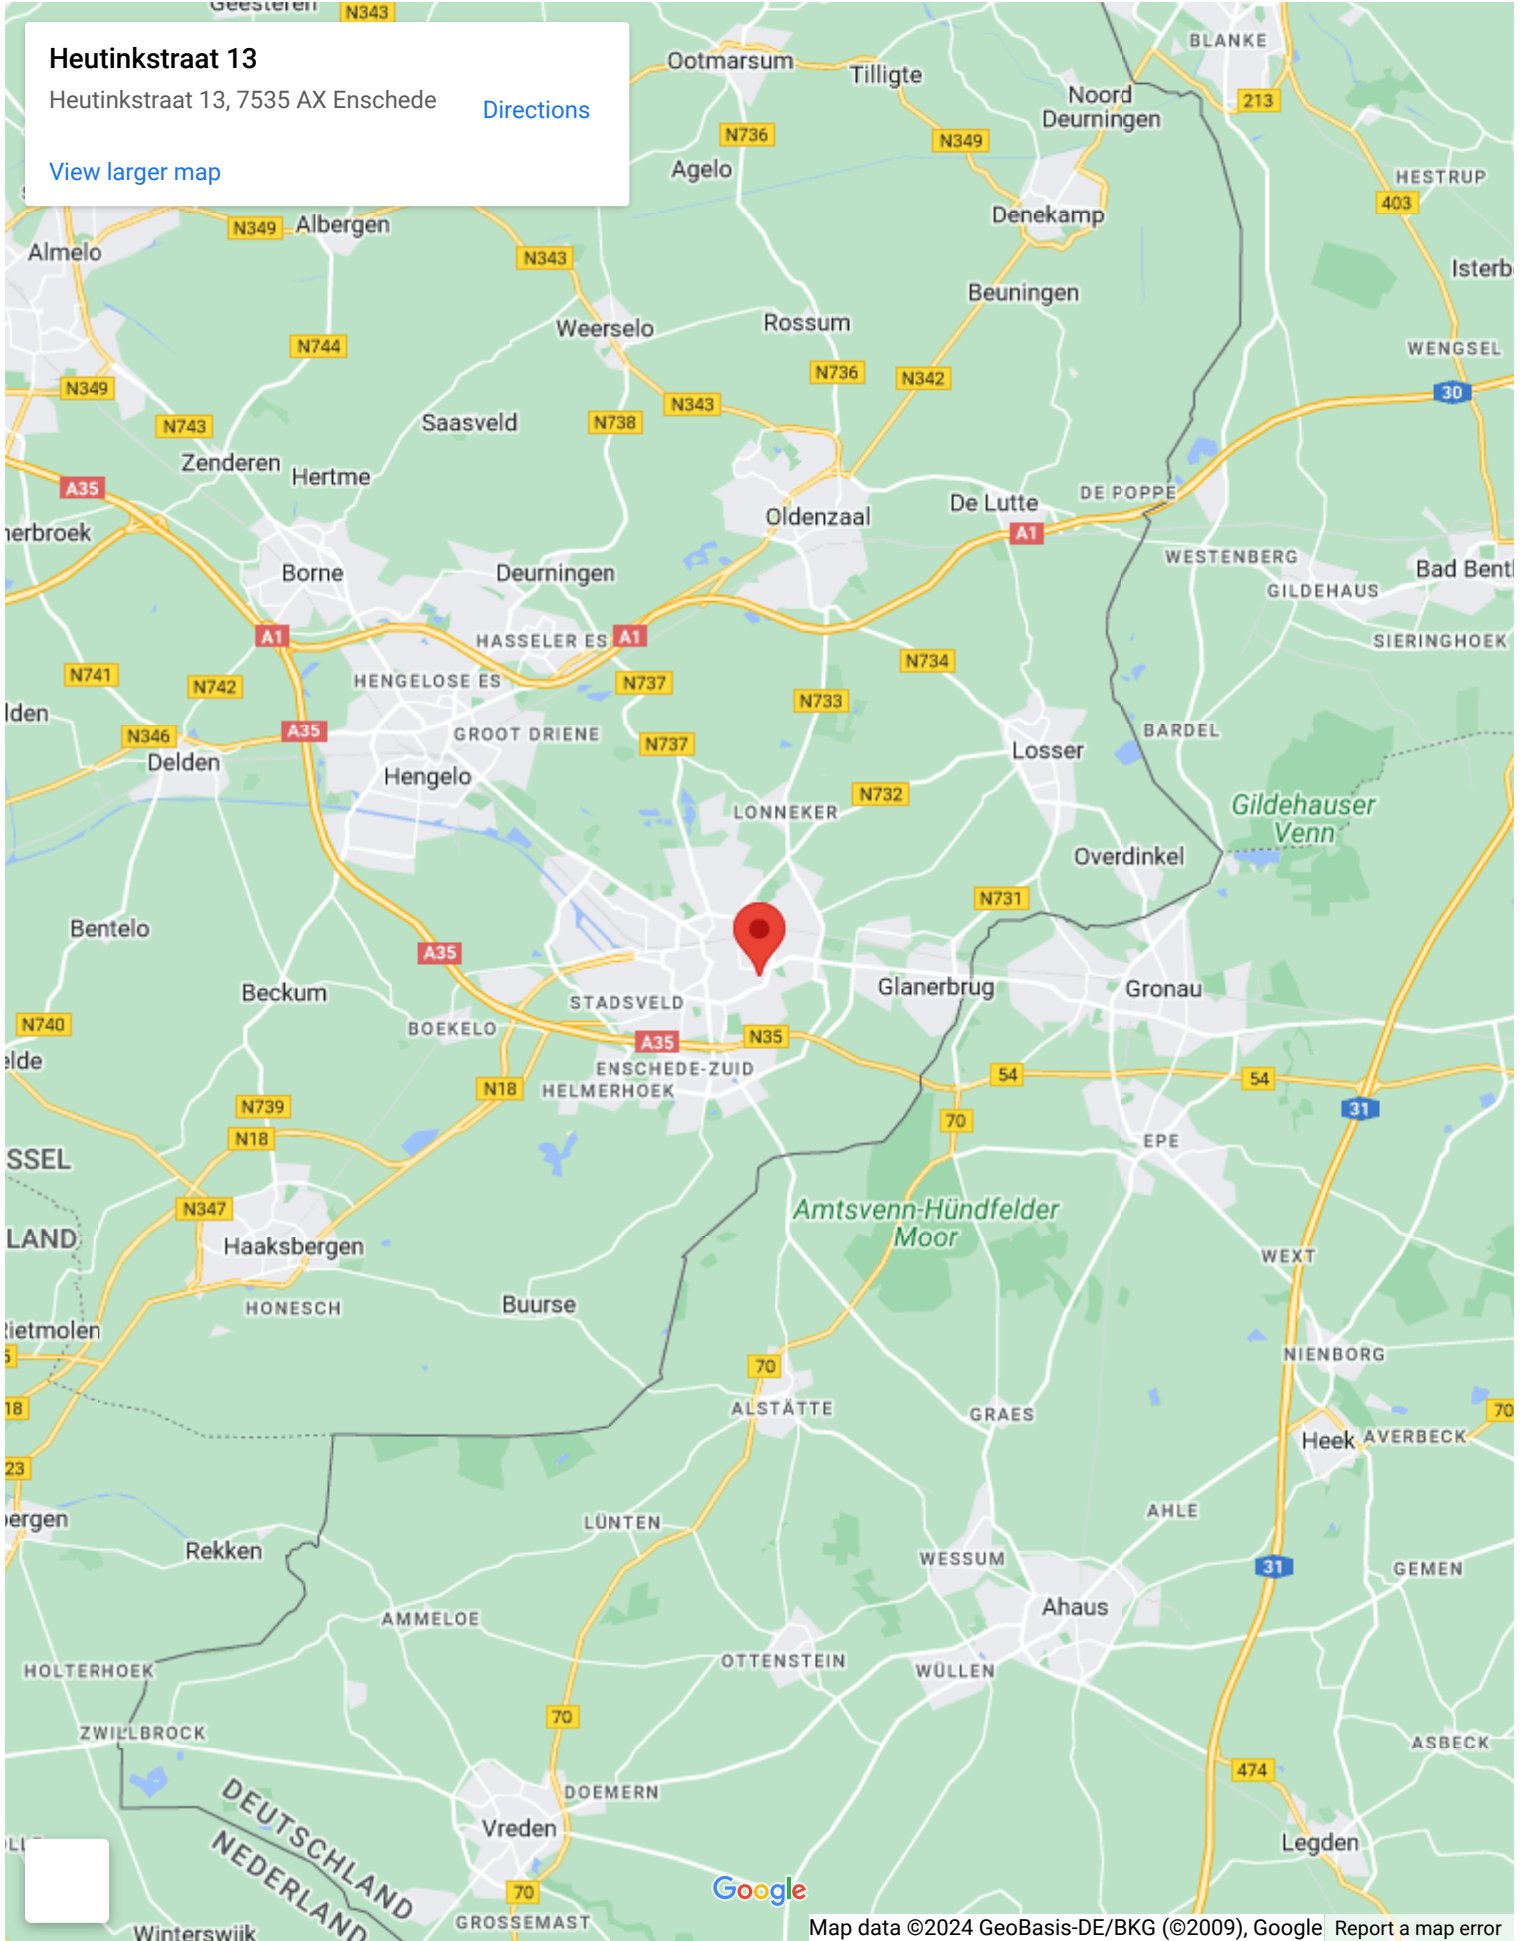 Geesteren
N343
Heutinkstraat 13
Heutinkstraat 13, 7535 AX Enschede
Directions
View larger map
Ootmarsum
Tilligte
BLANKE
Noord
Deurningen
213
N736
N349
Agelo
HESTRUP
403
Denekamp
N349
Albergen
Almelo
N343
Isterb
Beuningen
Weerselo
Rossum
N744
WENGSEL
N736
N342
30
N349
N343
N738
N743
Saasveld
Zenderen
Hertme
A35
De Lutte
DE POPPE
Oldenzaal
A1
nerbroek
WESTENBERG
Bad Bent
Borne
Deurningen
GILDEHAUS
A1
HASSELER ES
A1
SIERINGHOEK
N734
N741
N742
HENGELOSE ES
N737
N733
lden
N346
A35
GROOT DRIENE
N737
BARDEL
Losser
Delden
Hengelo
N732
LONNEKER
Gildehauser
Venn
Overdinkel
N731
Bentelo
A35
Beckum
Glanerbrug
Gronau
STADSVELD
N740
BOEKELO
A35
N35
elde
ENSCHEDE-ZUID
54
54
N18
HELMERHOEK
N739
31
70
N18
EPE
SSEL
N347
Amtsvenn-Hündfelder
Moor
LAND
Haaksbergen
WEXT
HONESCH
Buurse
Rietmolen
NIENBORG
5
70
18
ALSTÄTTE
GRAES
70
Heek
AVERBECK
23
AHLE
bergen
LÜNTEN
Rekken
WESSUM
31
GEMEN
Ahaus
AMMELOE
OTTENSTEIN
WÜLLEN
HOLTERHOEK
70
ZWILLBROCK
ASBECK
474
DOEMERN
DEUTSCHLAND
NEDERLAND
Vreden
Legden
70
Google
GROSSEMAST
Winterswijk
Map data ©2024 GeoBasis-DE/BKG (©2009), Google
Report a map error